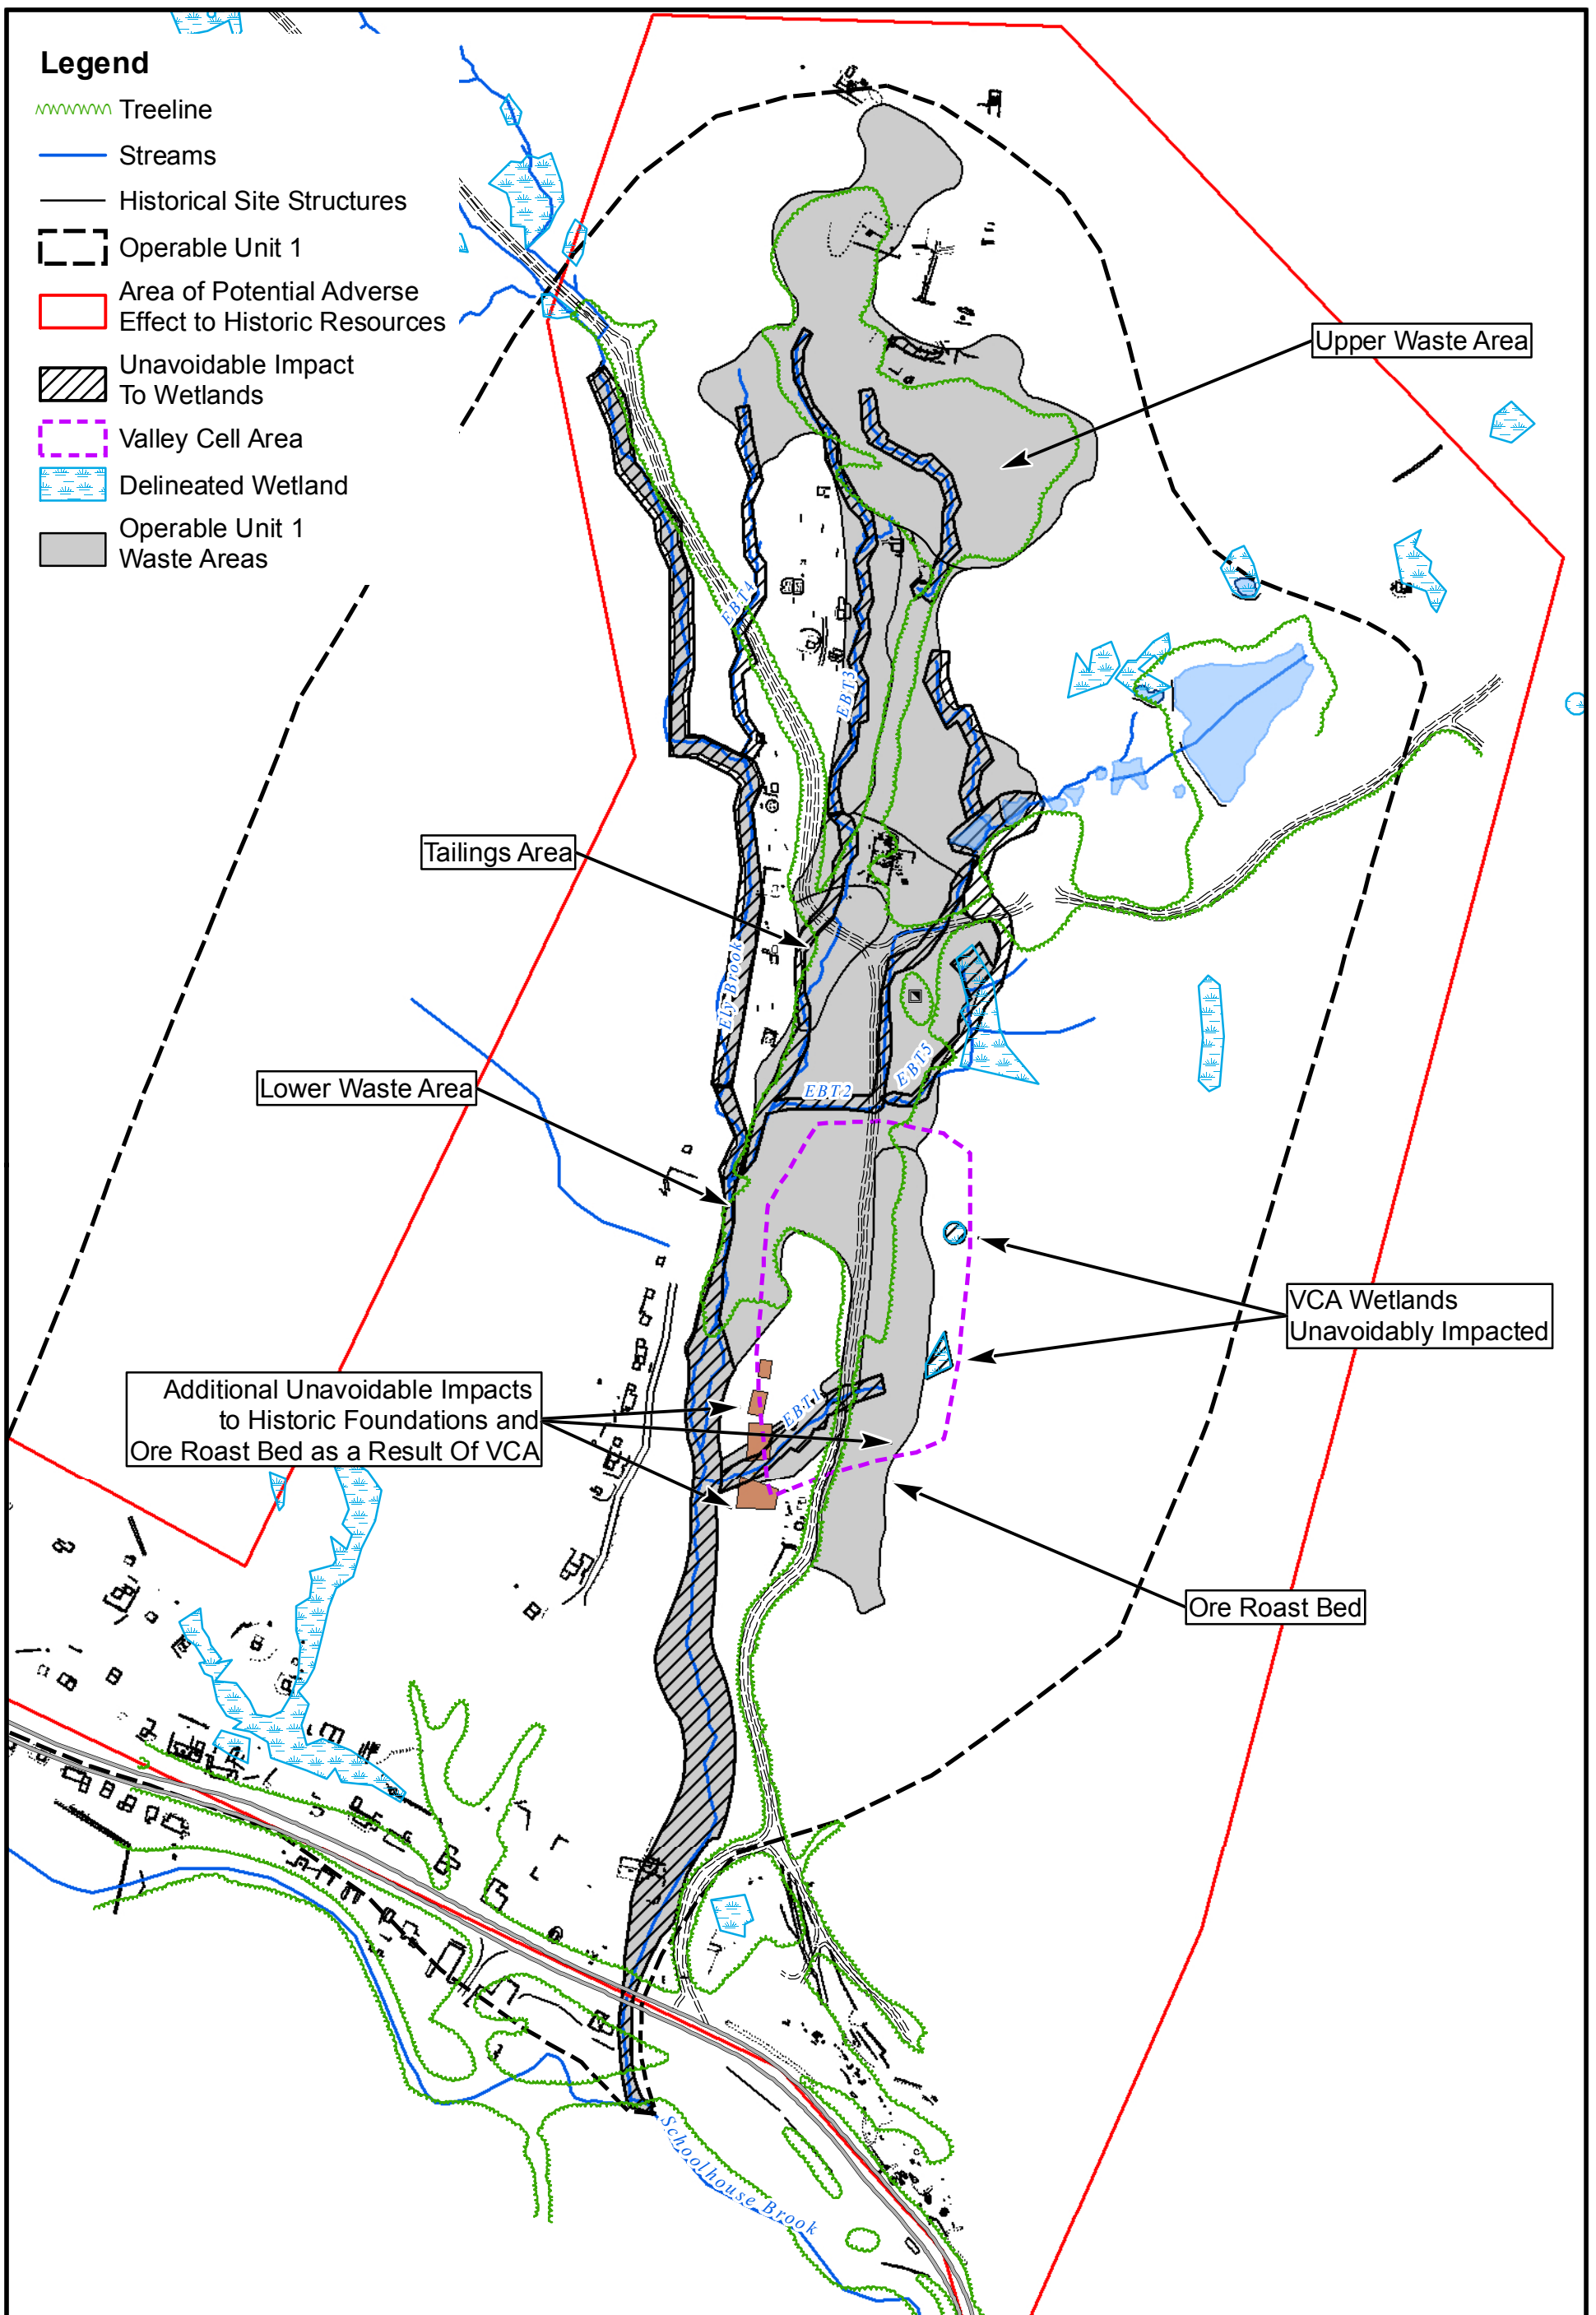 Legend
Treeline
Streams
Historical Site Structures
Operable Unit 1
Area of Potential Adverse
Effect to Historic Resources
Unavoidable Impact
To Wetlands
Valley Cell Area
Delineated Wetland
Operable Unit 1
Waste Areas
Upper Waste Area
EBT4
EBT3
Tailings Area
Ely Brook
EBT5
EBT2
Lower Waste Area
VCA Wetlands
Unavoidably Impacted
Additional Unavoidable Impacts
to Historic Foundations and
Ore Roast Bed as a Result Of VCA
EBT1
Ore Roast Bed
Schoolhouse Brook